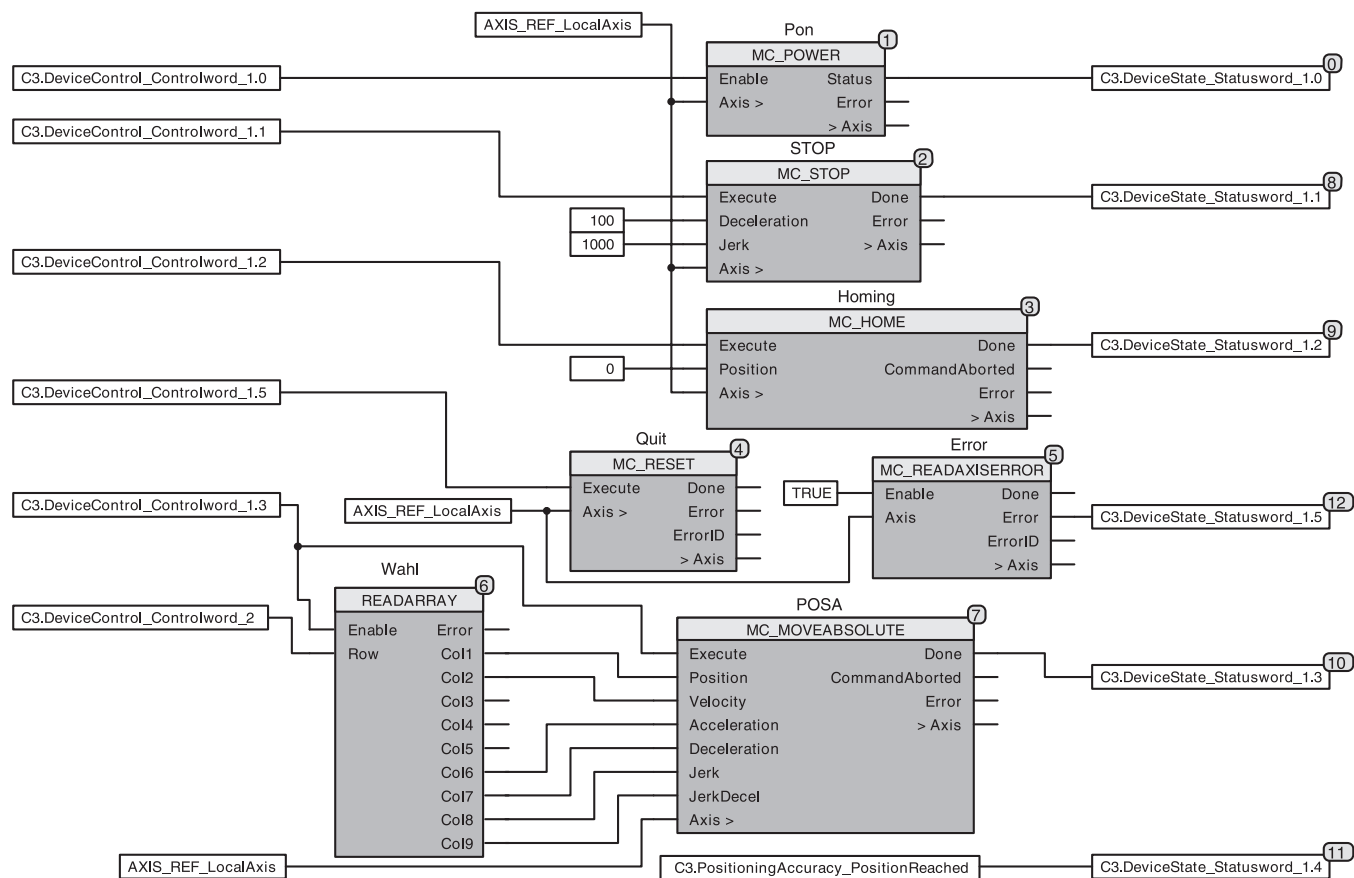 AXIS_REF_LocalAxis
Pon
1
MC_POWER
C3.DeviceControl_Controlword_1.0
Enable Status
0
C3.DeviceState_Statusword_1.0
Axis > Error
> Axis
C3.DeviceControl_Controlword_1.1
STOP
2
MC_STOP
Execute Done
8
C3.DeviceState_Statusword_1.1
100
Deceleration Error
1000
Jerk > Axis
Axis >
C3.DeviceControl_Controlword_1.2
Homing
3
MC_HOME
Execute Done
9
C3.DeviceState_Statusword_1.2
0
Position CommandAborted
Axis > Error
> Axis
C3.DeviceControl_Controlword_1.5
Quit
4
MC_RESET
Execute Done
AXIS_REF_LocalAxis
Axis > Error
ErrorID
> Axis
Error
5
MC_READAXISERROR
TRUE
Enable Done
Axis Error
12
C3.DeviceState_Statusword_1.5
ErrorID
> Axis
C3.DeviceControl_Controlword_1.3
Wahl
6
READARRAY
C3.DeviceControl_Controlword_2
Enable Error
Row Col1
Col2
Col3
Col4
Col5
Col6
Col7
Col8
Col9
POSA
7
MC_MOVEABSOLUTE
Execute Done
10
C3.DeviceState_Statusword_1.3
Position CommandAborted
Velocity Error
Acceleration > Axis
Deceleration
Jerk
JerkDecel
Axis >
AXIS_REF_LocalAxis
C3.PositioningAccuracy_PositionReached
11
C3.DeviceState_Statusword_1.4